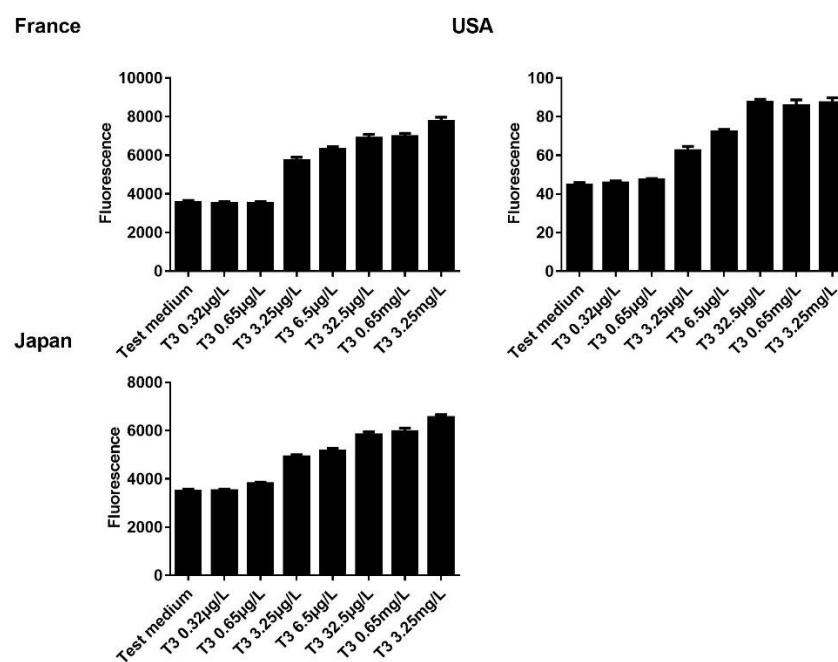 France
10000
8000
6000
4000
2000
0
Fluorescence
Test medium
T3 0.32µg/L
T3 0.65µg/L
T3 3.25µg/L
T3 6.5µg/L
T3 32.5µg/L
T3 0.65mg/L
T3 3.25mg/L
USA
100
80
60
40
20
0
Fluorescence
Test medium
T3 0.32µg/L
T3 0.65µg/L
T3 3.25µg/L
T3 6.5µg/L
T3 32.5µg/L
T3 0.65mg/L
T3 3.25mg/L
Japan
8000
6000
4000
2000
0
Fluorescence
Test medium
T3 0.32µg/L
T3 0.65µg/L
T3 3.25µg/L
T3 6.5µg/L
T3 32.5µg/L
T3 0.65mg/L
T3 3.25mg/L